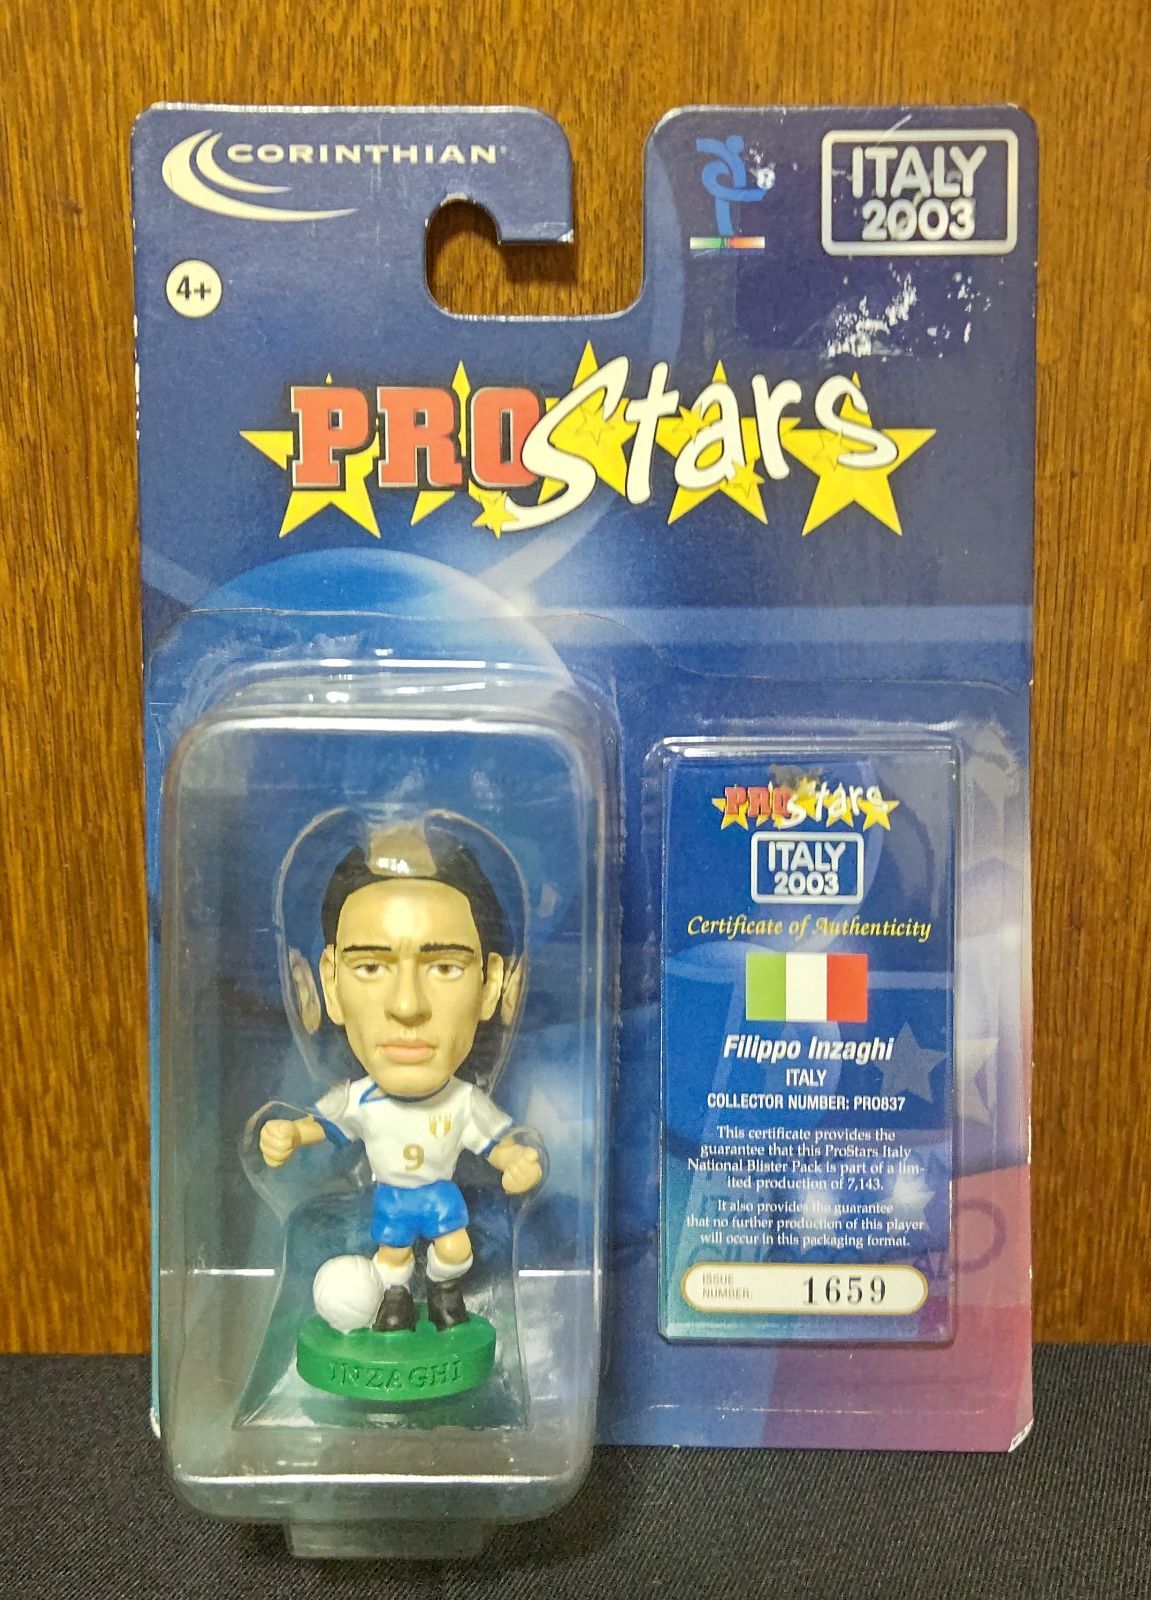 CORINTHIAN
ITALY
2003
4+
PROStars
PROStars
ITALY
2003
Certificate of Authenticity
Filippo Inzaghi
ITALY
COLLECTOR NUMBER: PRO837
This certificate provides the
guarantee that this ProStars Italy
National Blister Pack is part of a lim-
ited production of 7,143.
It also provides the guarantee
that no further production of this player
will occur in this packaging format.
ISSUE
NUMBER:
1659
9
INZAGHI